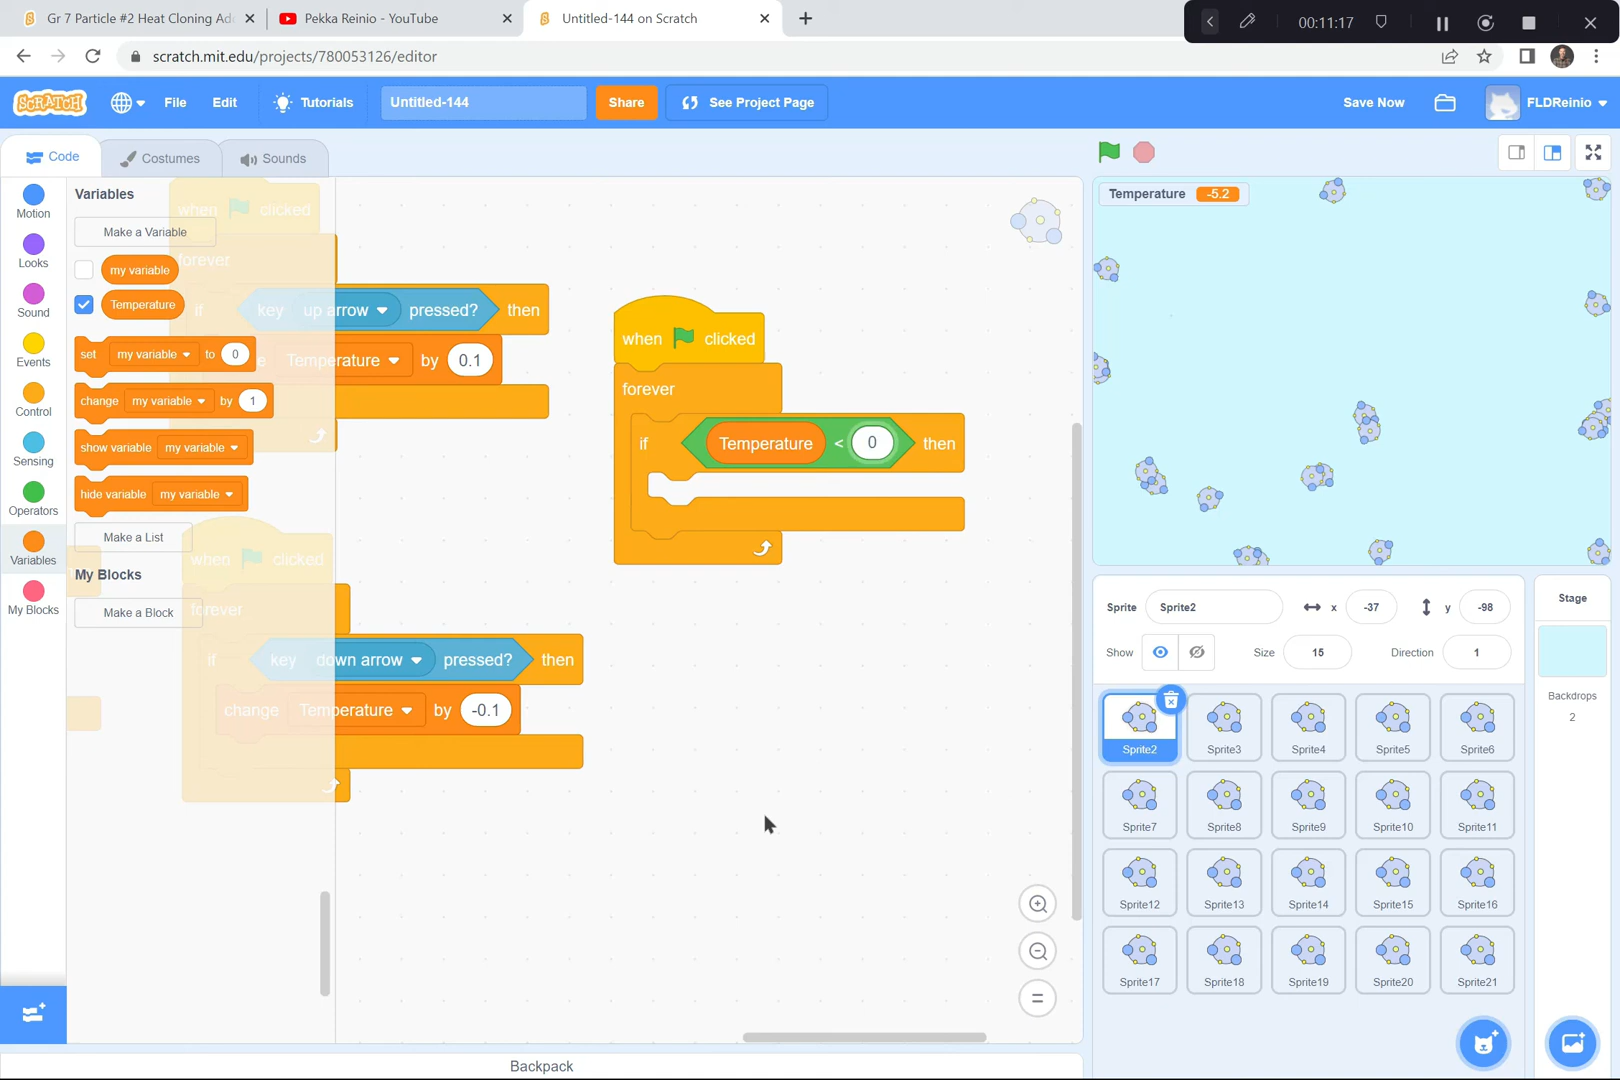 Gr 7 Particle #2 Heat Cloning Ad
Pekka Reinio - YouTube
Untitled-144 on Scratch
00:11:17
scratch.mit.edu/projects/780053126/editor
SCRATCH
File
Edit
Tutorials
Untitled-144
Share
See Project Page
Save Now
FLDReinio
Code
Costumes
Sounds
Motion
Looks
Sound
Events
Control
Sensing
Operators
Variables
My Blocks
Variables
Make a Variable
my variable
Temperature
set my variable to 0
change my variable by 1
show variable my variable
hide variable my variable
Make a List
My Blocks
Make a Block
when clicked
forever
if key up arrow pressed? then
Temperature by 0.1
when clicked
forever
if key down arrow pressed? then
change Temperature by -0.1
when clicked
forever
if Temperature < 0 then
Temperature -5.2
Sprite Sprite2 x -37 y -98
Show Size 15 Direction 1
Stage
Backdrops
2
Sprite2
Sprite3
Sprite4
Sprite5
Sprite6
Sprite7
Sprite8
Sprite9
Sprite10
Sprite11
Sprite12
Sprite13
Sprite14
Sprite15
Sprite16
Sprite17
Sprite18
Sprite19
Sprite20
Sprite21
Backpack